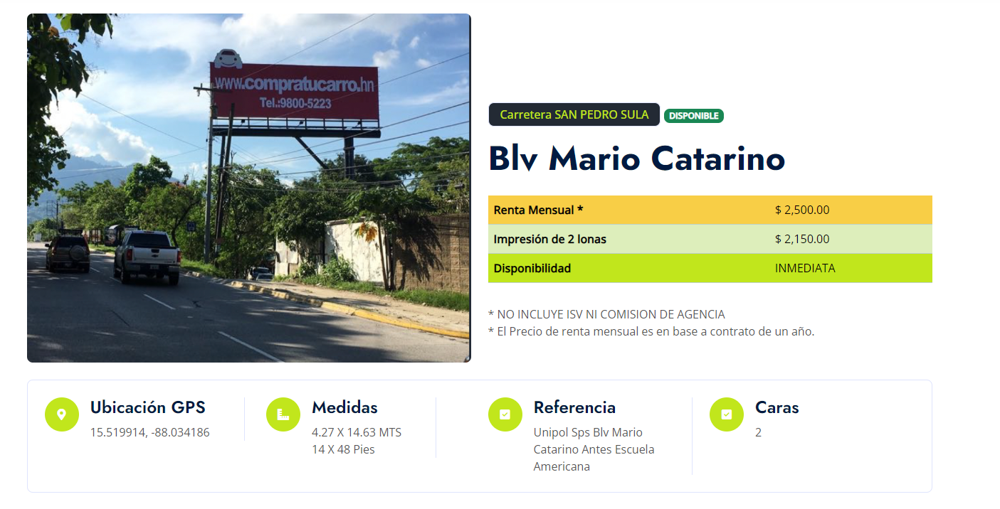 www.compratucarro.hn
Tel.:9800-5223
Carretera SAN PEDRO SULA
DISPONIBLE
Blv Mario Catarino
Renta Mensual * $ 2,500.00
Impresión de 2 lonas $ 2,150.00
Disponibilidad INMEDIATA
* NO INCLUYE ISV NI COMISION DE AGENCIA
* El Precio de renta mensual es en base a contrato de un año.
Ubicación GPS
15.519914, -88.034186
Medidas
4.27 X 14.63 MTS
14 X 48 Pies
Referencia
Unipol Sps Blv Mario
Catarino Antes Escuela
Americana
Caras
2